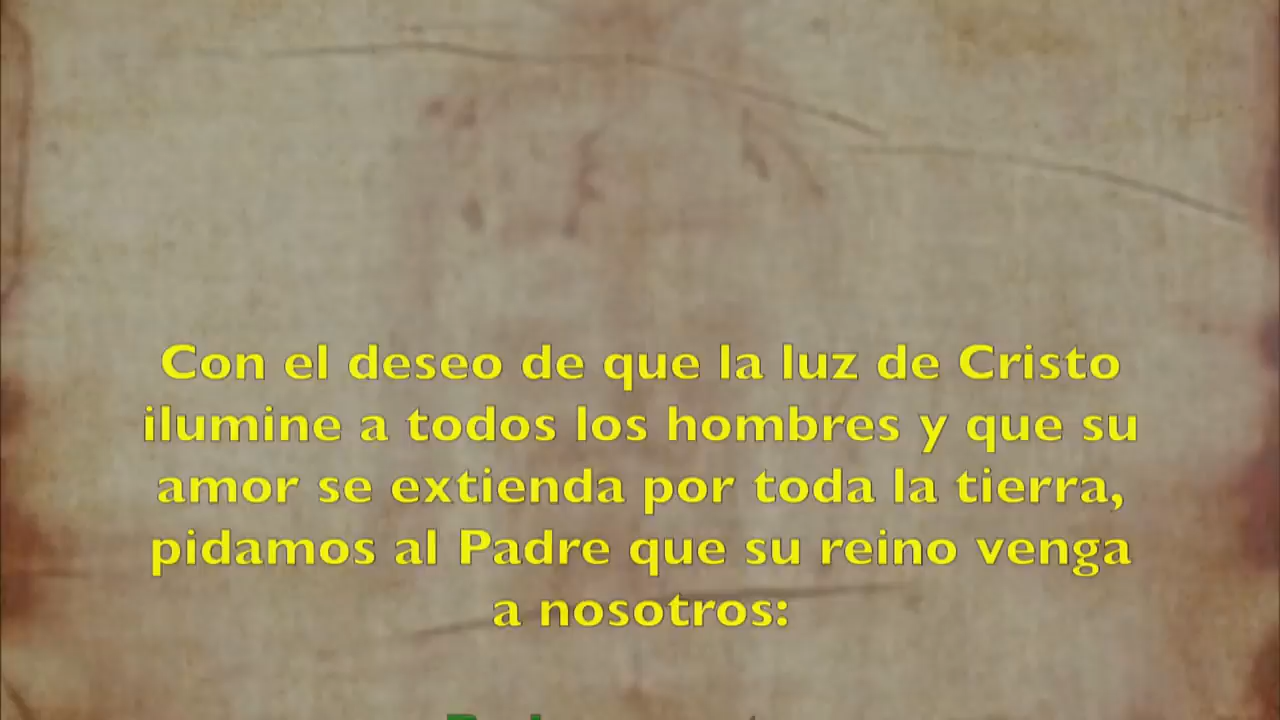 Con el deseo de que la luz de Cristo
ilumine a todos los hombres y que su
amor se extienda por toda la tierra,
pidamos al Padre que su reino venga
a nosotros: